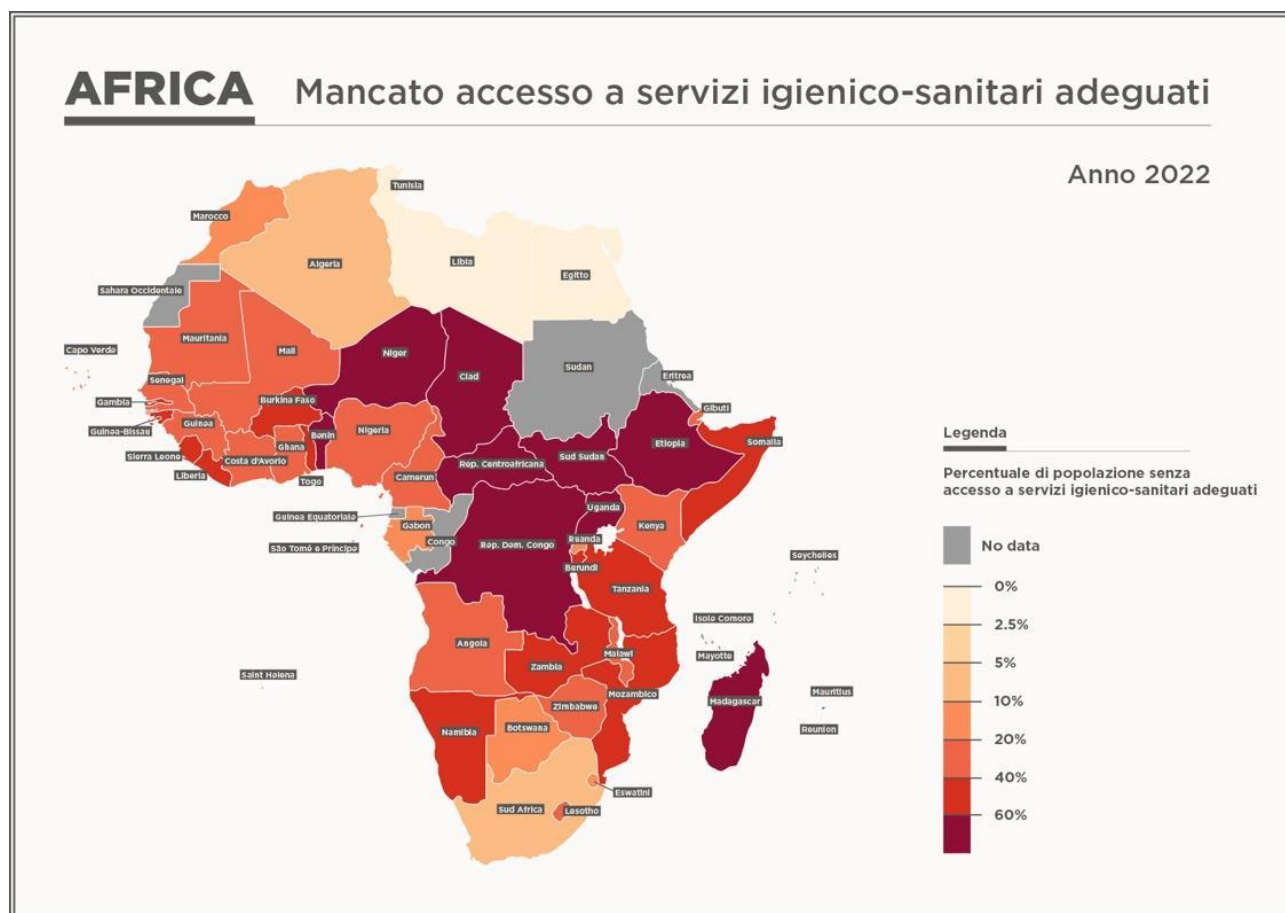 AFRICA Mancato accesso a servizi igienico-sanitari adeguati
Anno 2022
Tunisia
Marocco
Algeria
Libia
Egitto
Sahara Occidentale
Mauritania
Capo Verde
Mali
Niger
Ciad
Sudan
Eritrea
Senegal
Gambia
Burkina Faso
Gibuti
Guinea-Bissau
Guinea
Benin
Nigeria
Etiopia
Somalia
Sierra Leone
Costa d'Avorio
Ghana
Rep. Centroafricana
Sud Sudan
Liberia
Togo
Camerun
Guinea Equatoriale
Gabon
Uganda
Kenya
São Tomé e Príncipe
Congo
Rep. Dem. Congo
Ruanda
Burundi
Tanzania
Seychelles
Isole Comore
Angola
Malawi
Mayotte
Saint Helena
Zambia
Mozambico
Madagascar
Mauritius
Zimbabwe
Namibia
Botswana
Reunion
Eswatini
Sud Africa
Lesotho
Legenda
Percentuale di popolazione senza
accesso a servizi igienico-sanitari adeguati
No data
0%
2.5%
5%
10%
20%
40%
60%